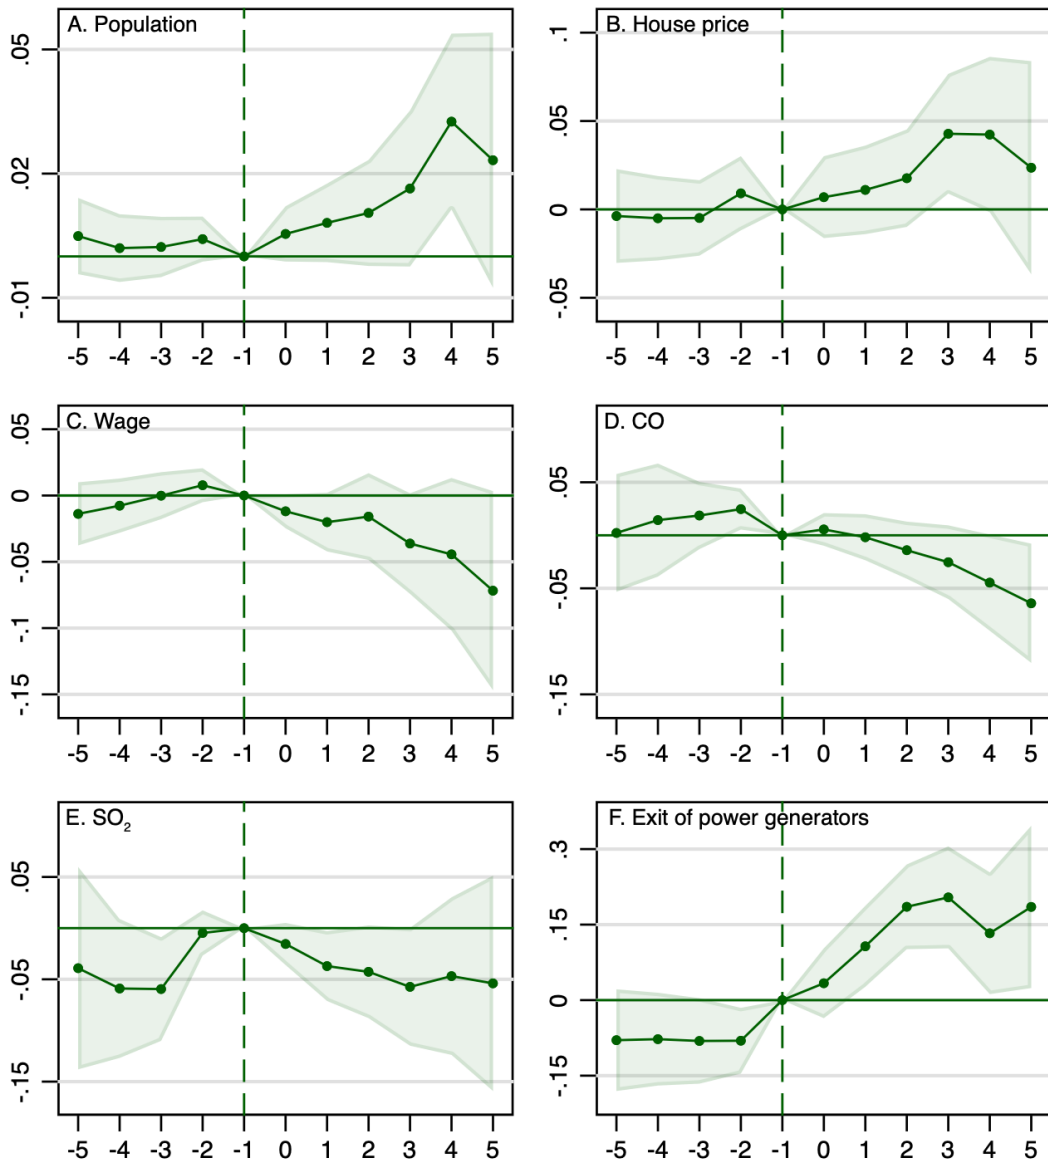 A. Population
.05
.02
-.01
-5 -4 -3 -2 -1 0 1 2 3 4 5
B. House price
.1
.05
0
-.05
-5 -4 -3 -2 -1 0 1 2 3 4 5
C. Wage
.05
0
-.05
-.1
-.15
-5 -4 -3 -2 -1 0 1 2 3 4 5
D. CO
.05
-.05
-.15
-5 -4 -3 -2 -1 0 1 2 3 4 5
E. SO₂
.05
-.05
-.15
-5 -4 -3 -2 -1 0 1 2 3 4 5
F. Exit of power generators
.3
.15
0
-.15
-5 -4 -3 -2 -1 0 1 2 3 4 5